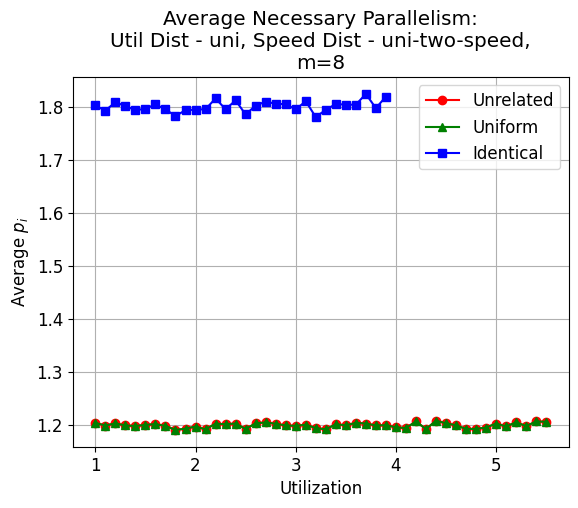 Average Necessary Parallelism:
Util Dist - uni, Speed Dist - uni-two-speed,
m=8
Unrelated
Uniform
Identical
1.8
1.7
1.6
1.5
1.4
1.3
1.2
Average $p_i$
1 2 3 4 5
Utilization